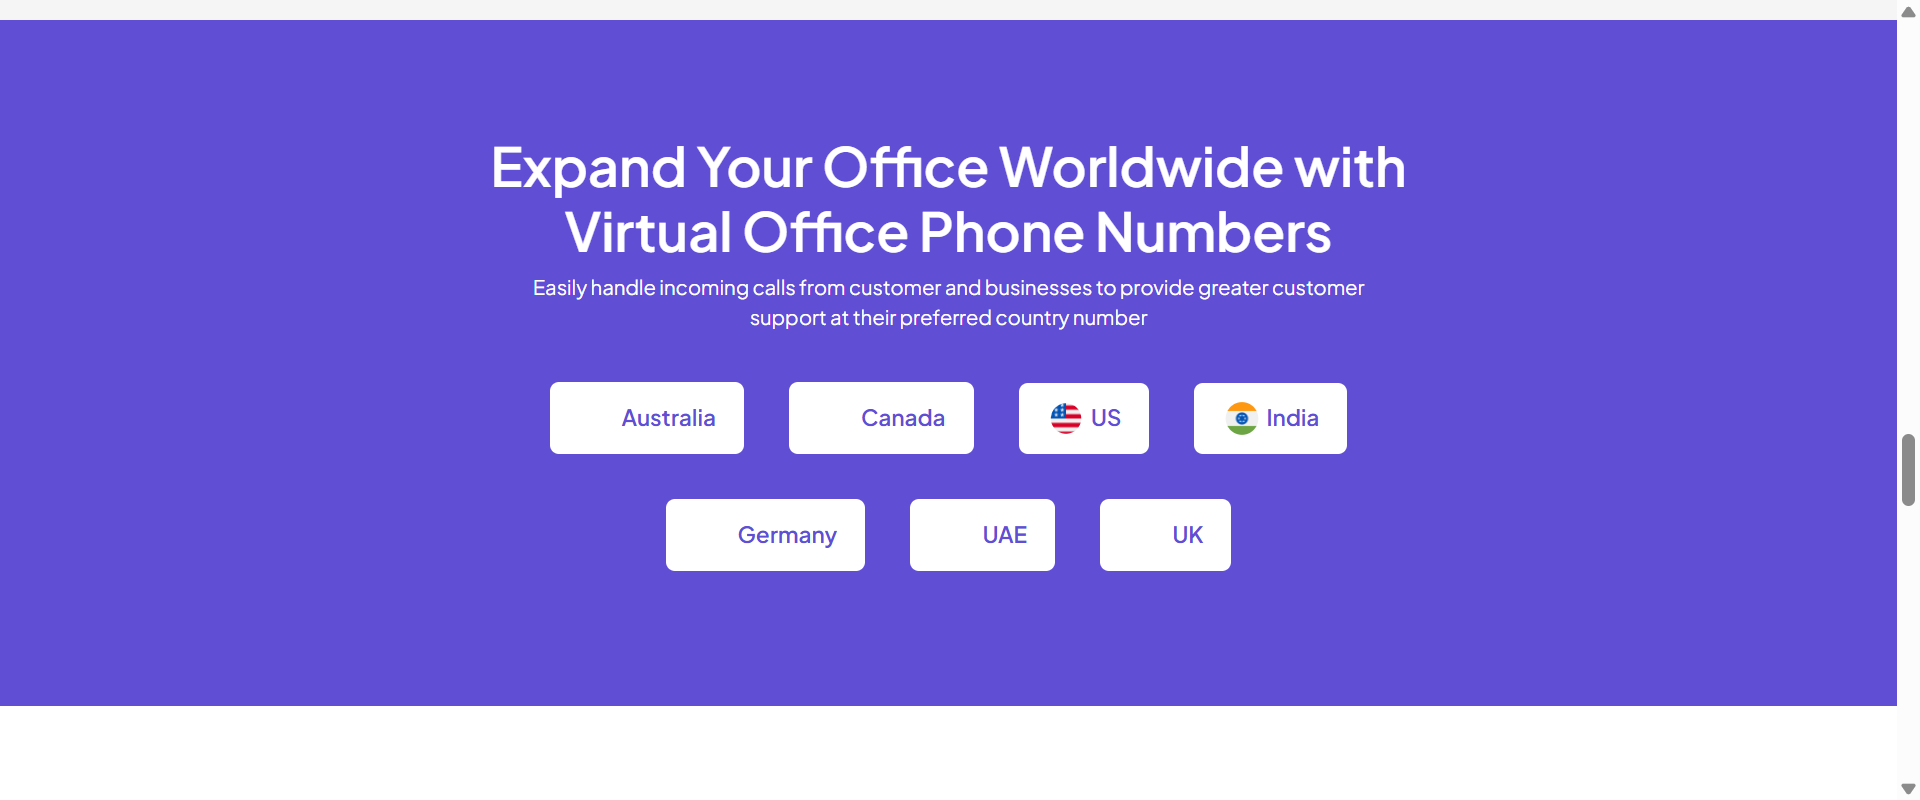 Expand Your Office Worldwide with
Virtual Office Phone Numbers
Easily handle incoming calls from customer and businesses to provide greater customer
support at their preferred country number
Australia
Canada
US
India
Germany
UAE
UK